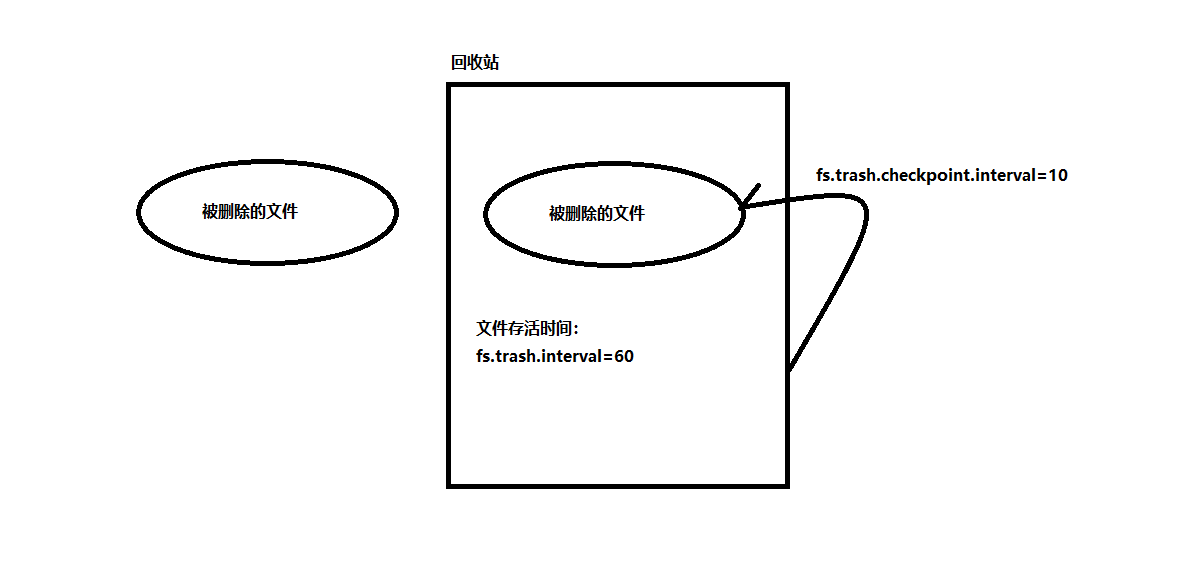 回收站
fs.trash.checkpoint.interval=10
被删除的文件
被删除的文件
文件存活时间：
fs.trash.interval=60